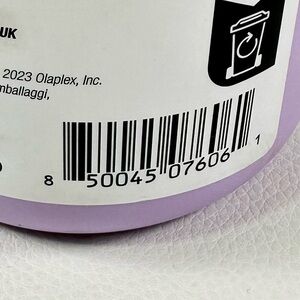 UK
2023 Olaplex, Inc.
mballaggi,
8 50045 07606 1